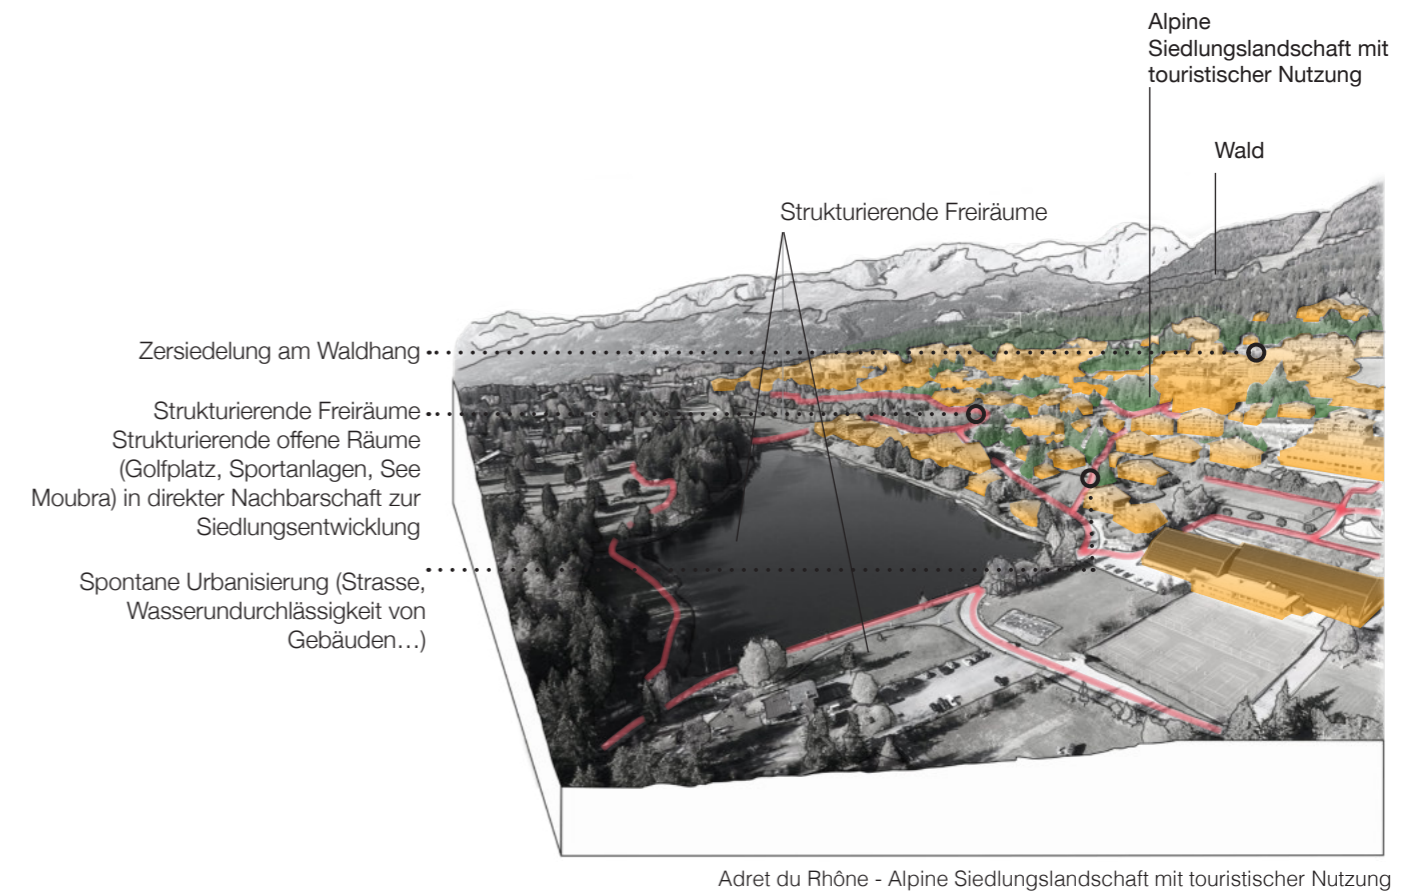 Alpine
Siedlungslandschaft mit
touristischer Nutzung
Wald
Strukturierende Freiräume
Zersiedelung am Waldhang
Strukturierende Freiräume
Strukturierende offene Räume
(Golfplatz, Sportanlagen, See
Moubra) in direkter Nachbarschaft zur
Siedlungsentwicklung
Spontane Urbanisierung (Strasse,
Wasserundurchlässigkeit von
Gebäuden…)
Adret du Rhône - Alpine Siedlungslandschaft mit touristischer Nutzung